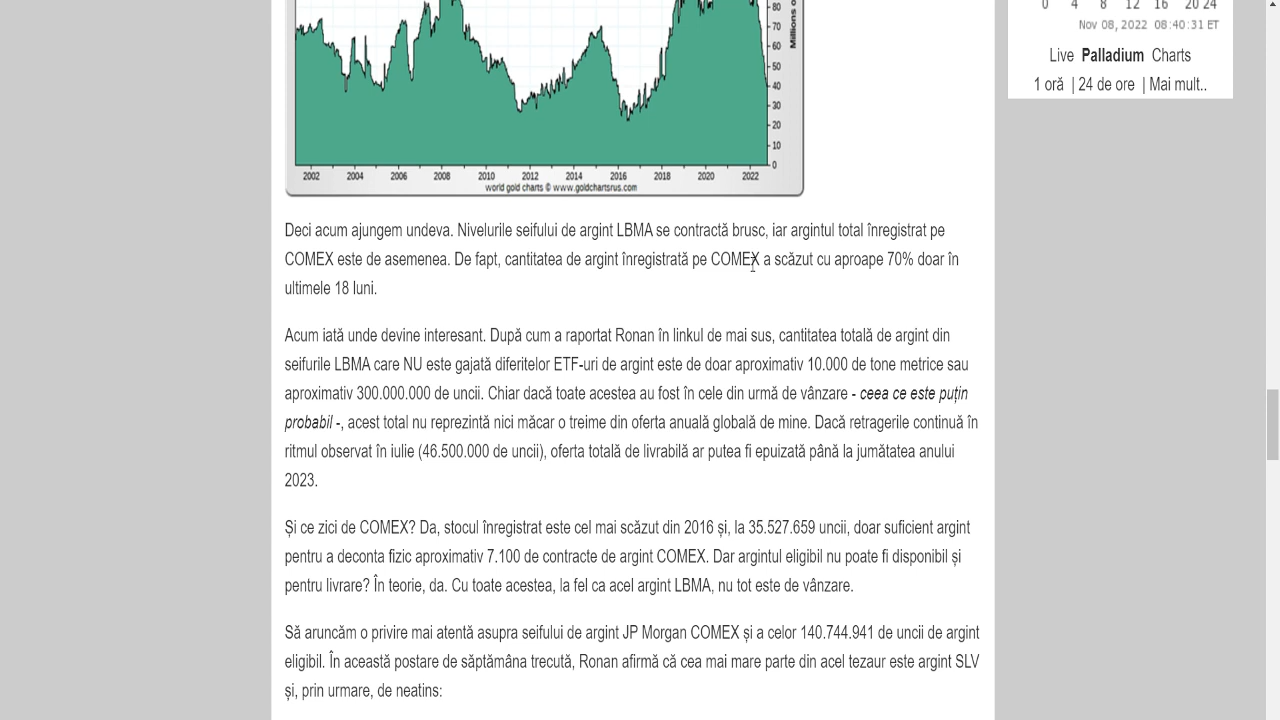 80
70
60
50
40
30
20
10
0
Millions o
2002 2004 2006 2008 2010 2012 2014 2016 2018 2020 2022
world gold charts © www.goldchartsrus.com
0 4 8 12 16 20 24
Nov 08, 2022 08:40:31 ET
Live Palladium Charts
1 oră | 24 de ore | Mai mult..
Deci acum ajungem undeva. Nivelurile seifului de argint LBMA se contractă brusc, iar argintul total înregistrat pe
COMEX este de asemenea. De fapt, cantitatea de argint înregistrată pe COMEX a scăzut cu aproape 70% doar în
ultimele 18 luni.
Acum iată unde devine interesant. După cum a raportat Ronan în linkul de mai sus, cantitatea totală de argint din
seifurile LBMA care NU este gajată diferitelor ETF-uri de argint este de doar aproximativ 10.000 de tone metrice sau
aproximativ 300.000.000 de uncii. Chiar dacă toate acestea au fost în cele din urmă de vânzare - ceea ce este puțin
probabil -, acest total nu reprezintă nici măcar o treime din oferta anuală globală de mine. Dacă retragerile continuă în
ritmul observat în iulie (46.500.000 de uncii), oferta totală de livrabilă ar putea fi epuizată până la jumătatea anului
2023.
Și ce zici de COMEX? Da, stocul înregistrat este cel mai scăzut din 2016 și, la 35.527.659 uncii, doar suficient argint
pentru a deconta fizic aproximativ 7.100 de contracte de argint COMEX. Dar argintul eligibil nu poate fi disponibil și
pentru livrare? În teorie, da. Cu toate acestea, la fel ca acel argint LBMA, nu tot este de vânzare.
Să aruncăm o privire mai atentă asupra seifului de argint JP Morgan COMEX și a celor 140.744.941 de uncii de argint
eligibil. În această postare de săptămâna trecută, Ronan afirmă că cea mai mare parte din acel tezaur este argint SLV
și, prin urmare, de neatins: